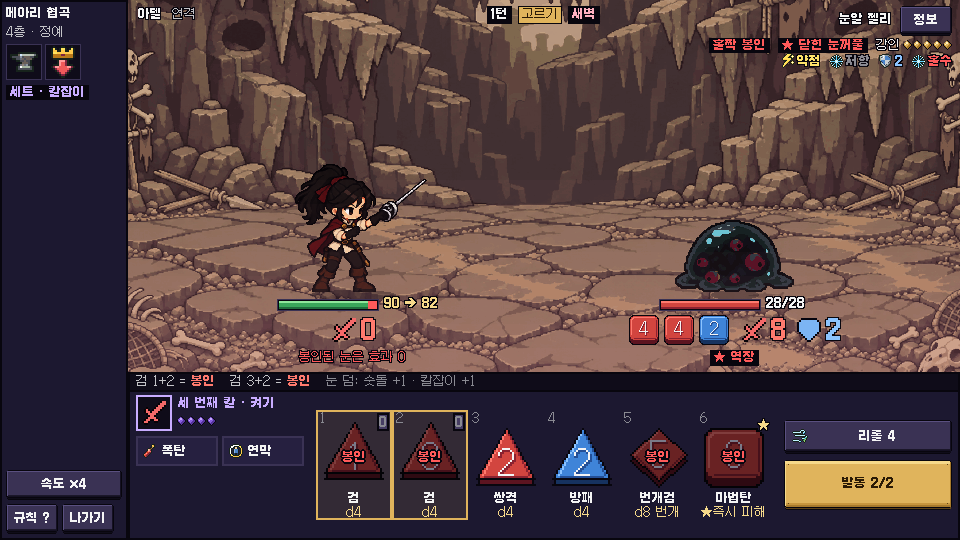 메아리 협곡
4층 · 정예
세트 · 칼잡이
속도 ×4
규칙 ?
나가기
아델 · 연격
1턴
고르기
새벽
눈알 젤리
정보
홀짝 봉인
★ 닫힌 눈꺼풀
강인
약점
저항
2
홀수
90 → 82
0
봉인된 눈은 효과 0
28/28
4
4
2
8
2
★ 역장
검 1+2 = 봉인 검 3+2 = 봉인 눈 덤: 숫돌 +1 · 칼잡이 +1
세 번째 칼 · 켜기
폭탄
연막
1
0
봉인
검
d4
2
0
봉인
검
d4
3
2
쌍격
d4
4
2
방패
d4
5
봉인
번개검
d8 번개
6
★
봉인
마법탄
★즉시 피해
리롤 4
발동 2/2